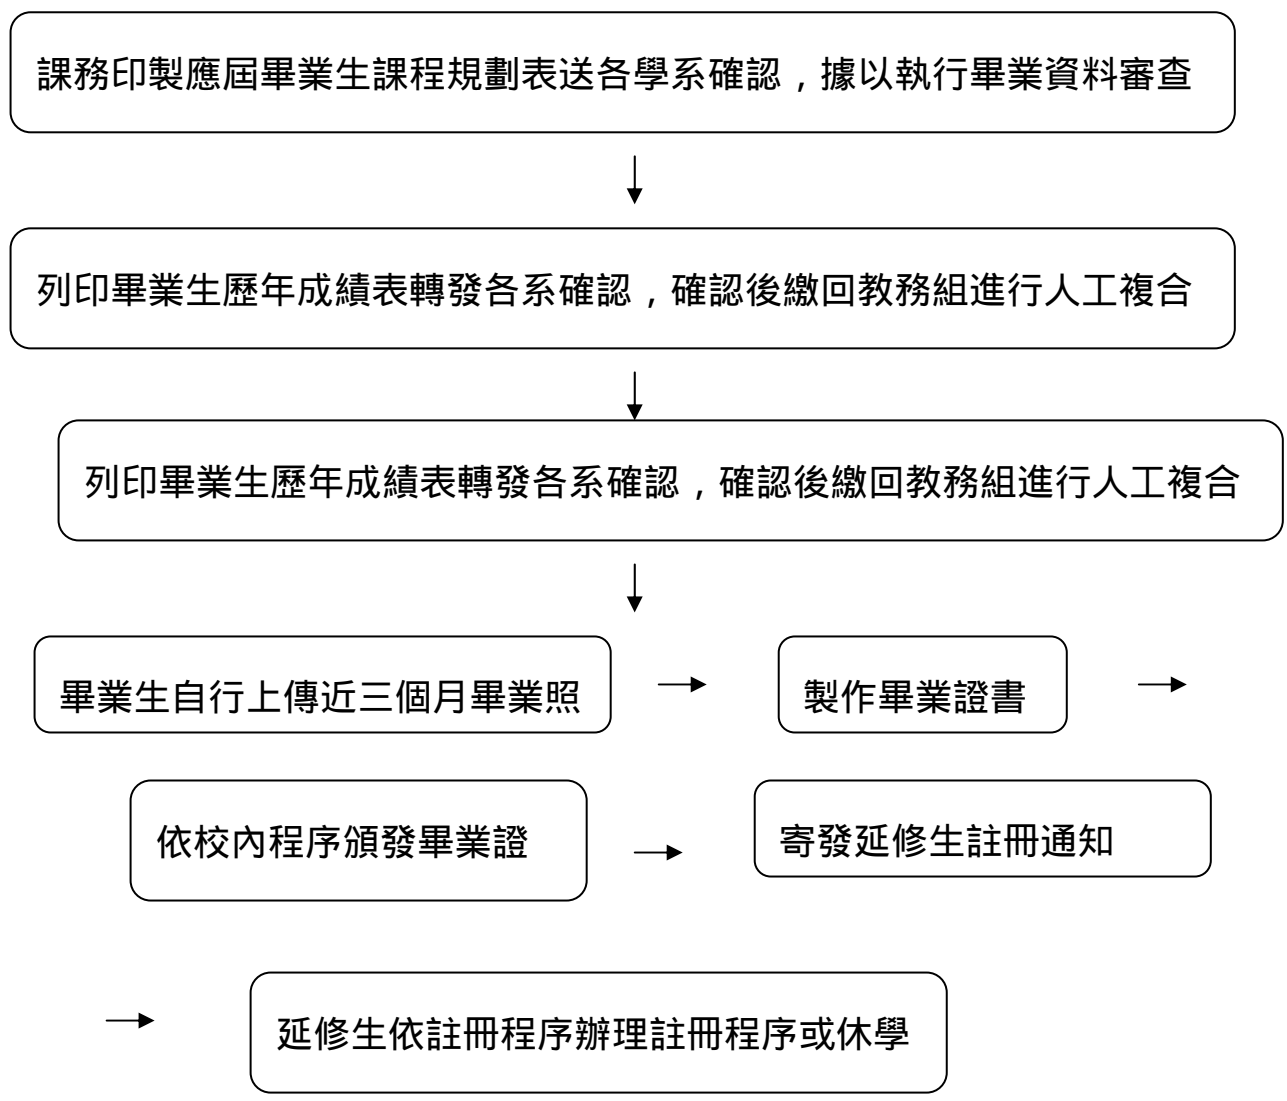 課務印製應屆畢業生課程規劃表送各學系確認，據以執行畢業資料審查
列印畢業生歷年成績表轉發各系確認，確認後繳回教務組進行人工複合
列印畢業生歷年成績表轉發各系確認，確認後繳回教務組進行人工複合
畢業生自行上傳近三個月畢業照
製作畢業證書
依校內程序頒發畢業證
寄發延修生註冊通知
延修生依註冊程序辦理註冊程序或休學